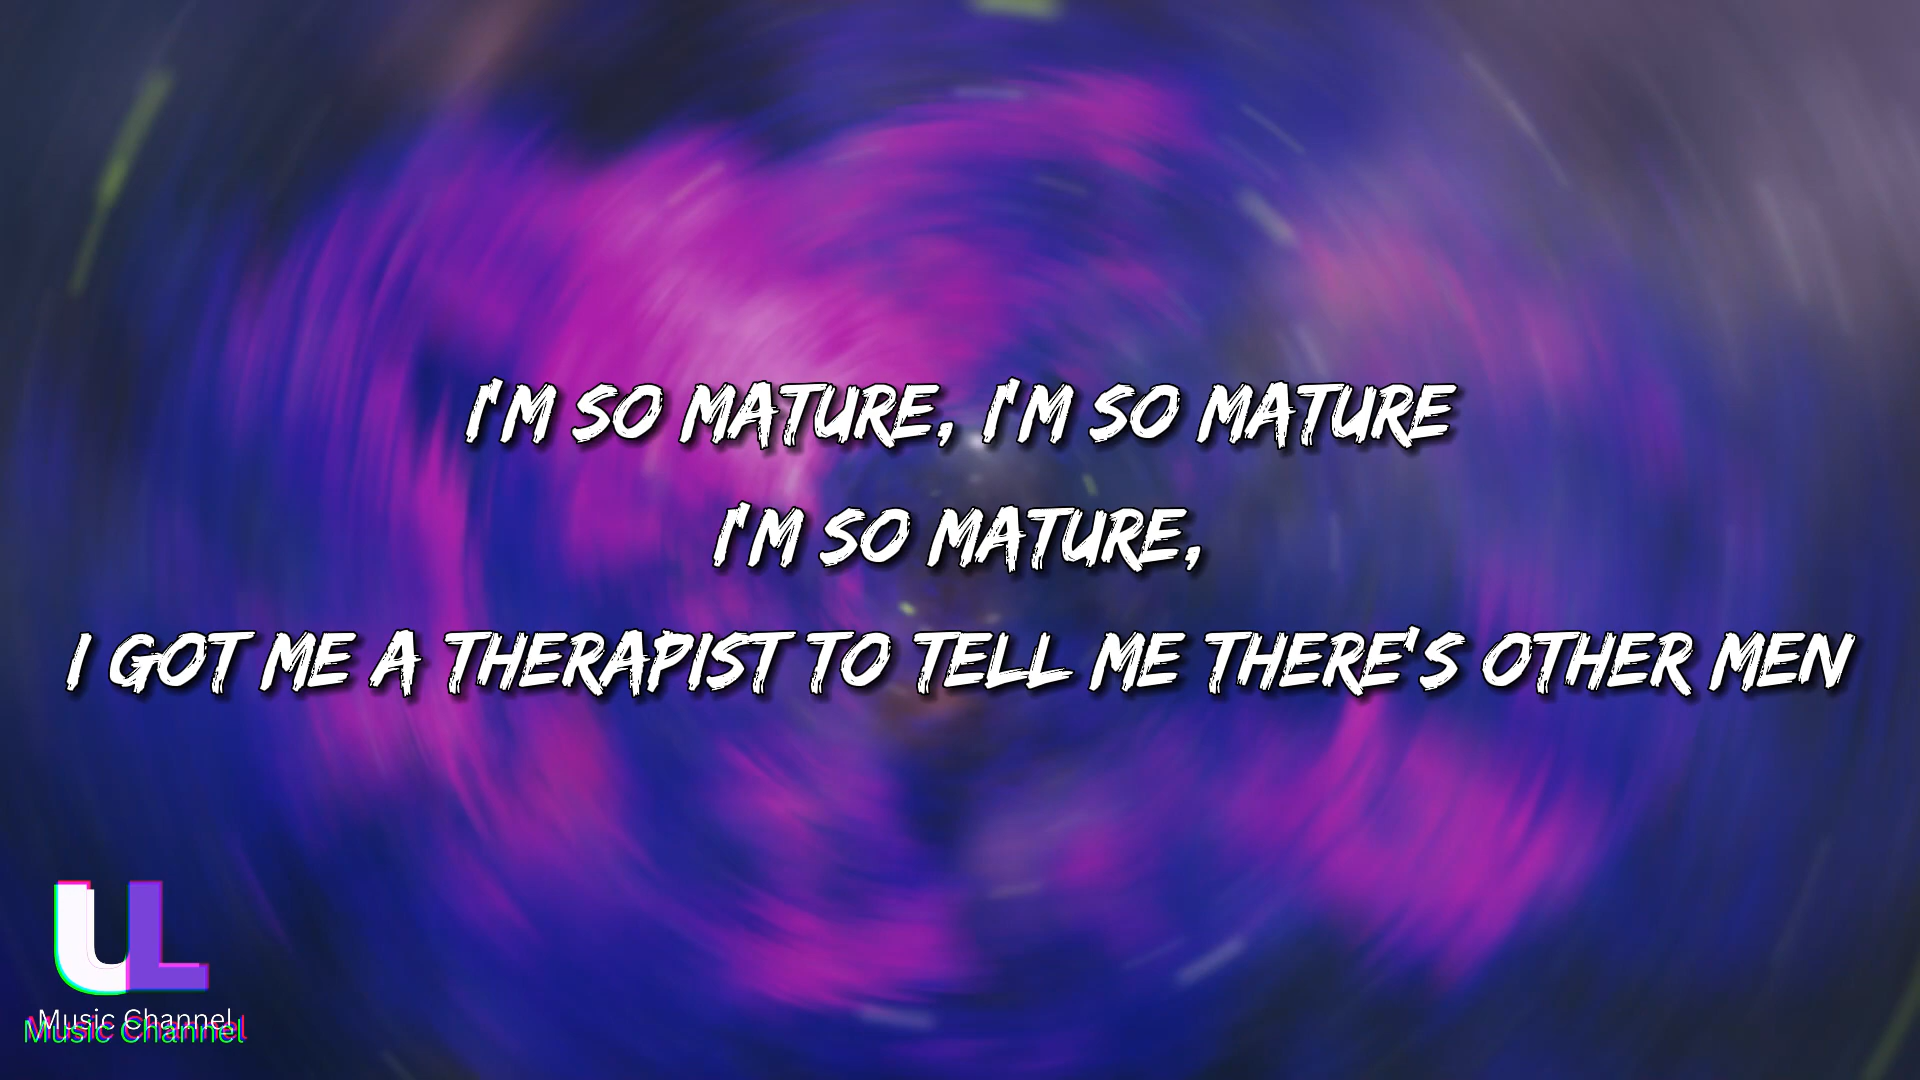 I'M SO MATURE, I'M SO MATURE
I'M SO MATURE,
I GOT ME A THERAPIST TO TELL ME THERE'S OTHER MEN
UL
Music Channel